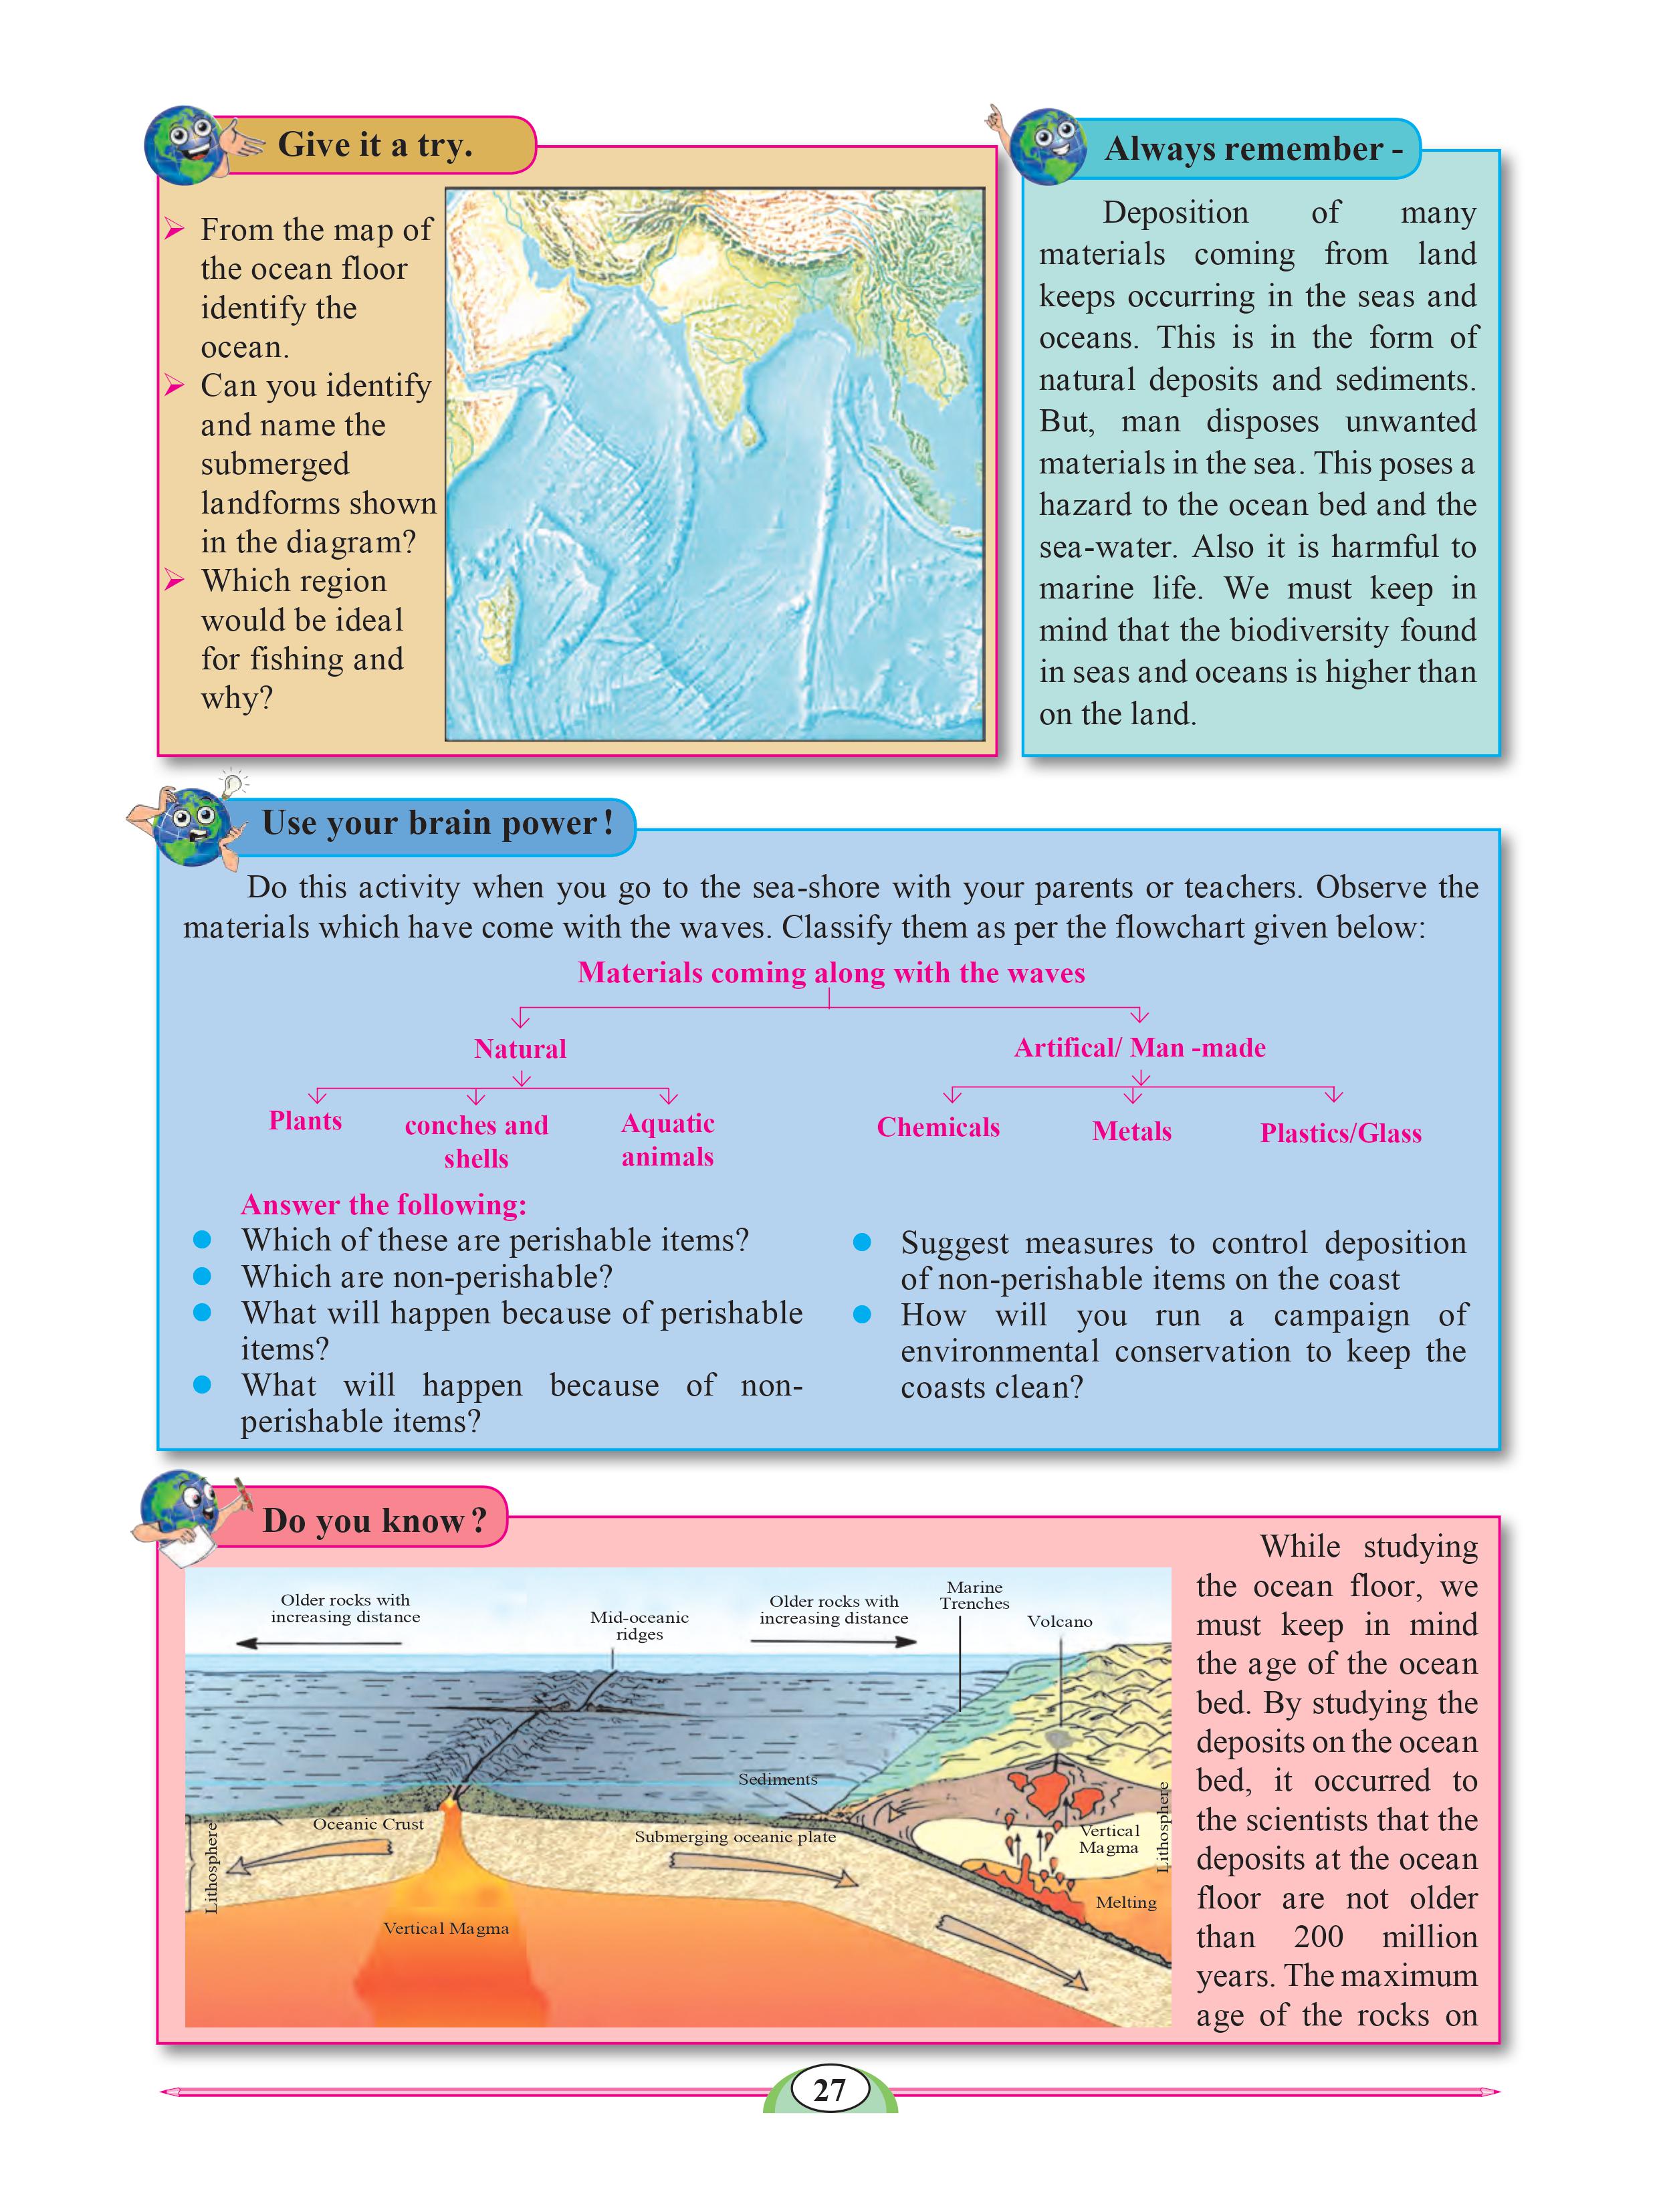 Give it a try.
➢ From the map of
the ocean floor
identify the
ocean.
➢ Can you identify
and name the
submerged
landforms shown
in the diagram?
➢ Which region
would be ideal
for fishing and
why?
Always remember -
Deposition of many
materials coming from land
keeps occurring in the seas and
oceans. This is in the form of
natural deposits and sediments.
But, man disposes unwanted
materials in the sea. This poses a
hazard to the ocean bed and the
sea-water. Also it is harmful to
marine life. We must keep in
mind that the biodiversity found
in seas and oceans is higher than
on the land.
Use your brain power!
Do this activity when you go to the sea-shore with your parents or teachers. Observe the
materials which have come with the waves. Classify them as per the flowchart given below:
Materials coming along with the waves
Natural
Artifical/ Man -made
Plants
conches and
shells
Aquatic
animals
Chemicals
Metals
Plastics/Glass
Answer the following:
● Which of these are perishable items?
● Which are non-perishable?
● What will happen because of perishable
items?
● What will happen because of non-
perishable items?
● Suggest measures to control deposition
of non-perishable items on the coast
● How will you run a campaign of
environmental conservation to keep the
coasts clean?
Do you know?
Older rocks with
increasing distance
Mid-oceanic
ridges
Older rocks with
increasing distance
Marine
Trenches
Volcano
Sediments
Oceanic Crust
Submerging oceanic plate
Lithosphere
Vertical Magma
Vertical
Magma
Melting
Lithosphere
While studying
the ocean floor, we
must keep in mind
the age of the ocean
bed. By studying the
deposits on the ocean
bed, it occurred to
the scientists that the
deposits at the ocean
floor are not older
than 200 million
years. The maximum
age of the rocks on
27